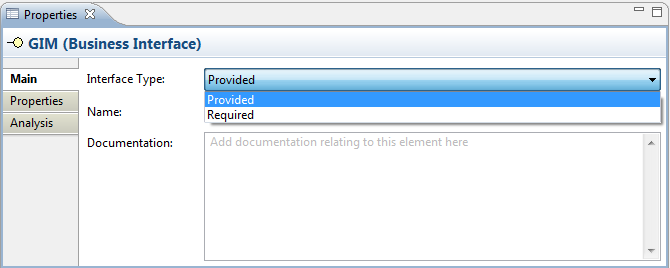 Properties
GIM (Business Interface)
Main
Interface Type:
Provided
Provided
Required
Properties
Name:
Analysis
Documentation:
Add documentation relating to this element here